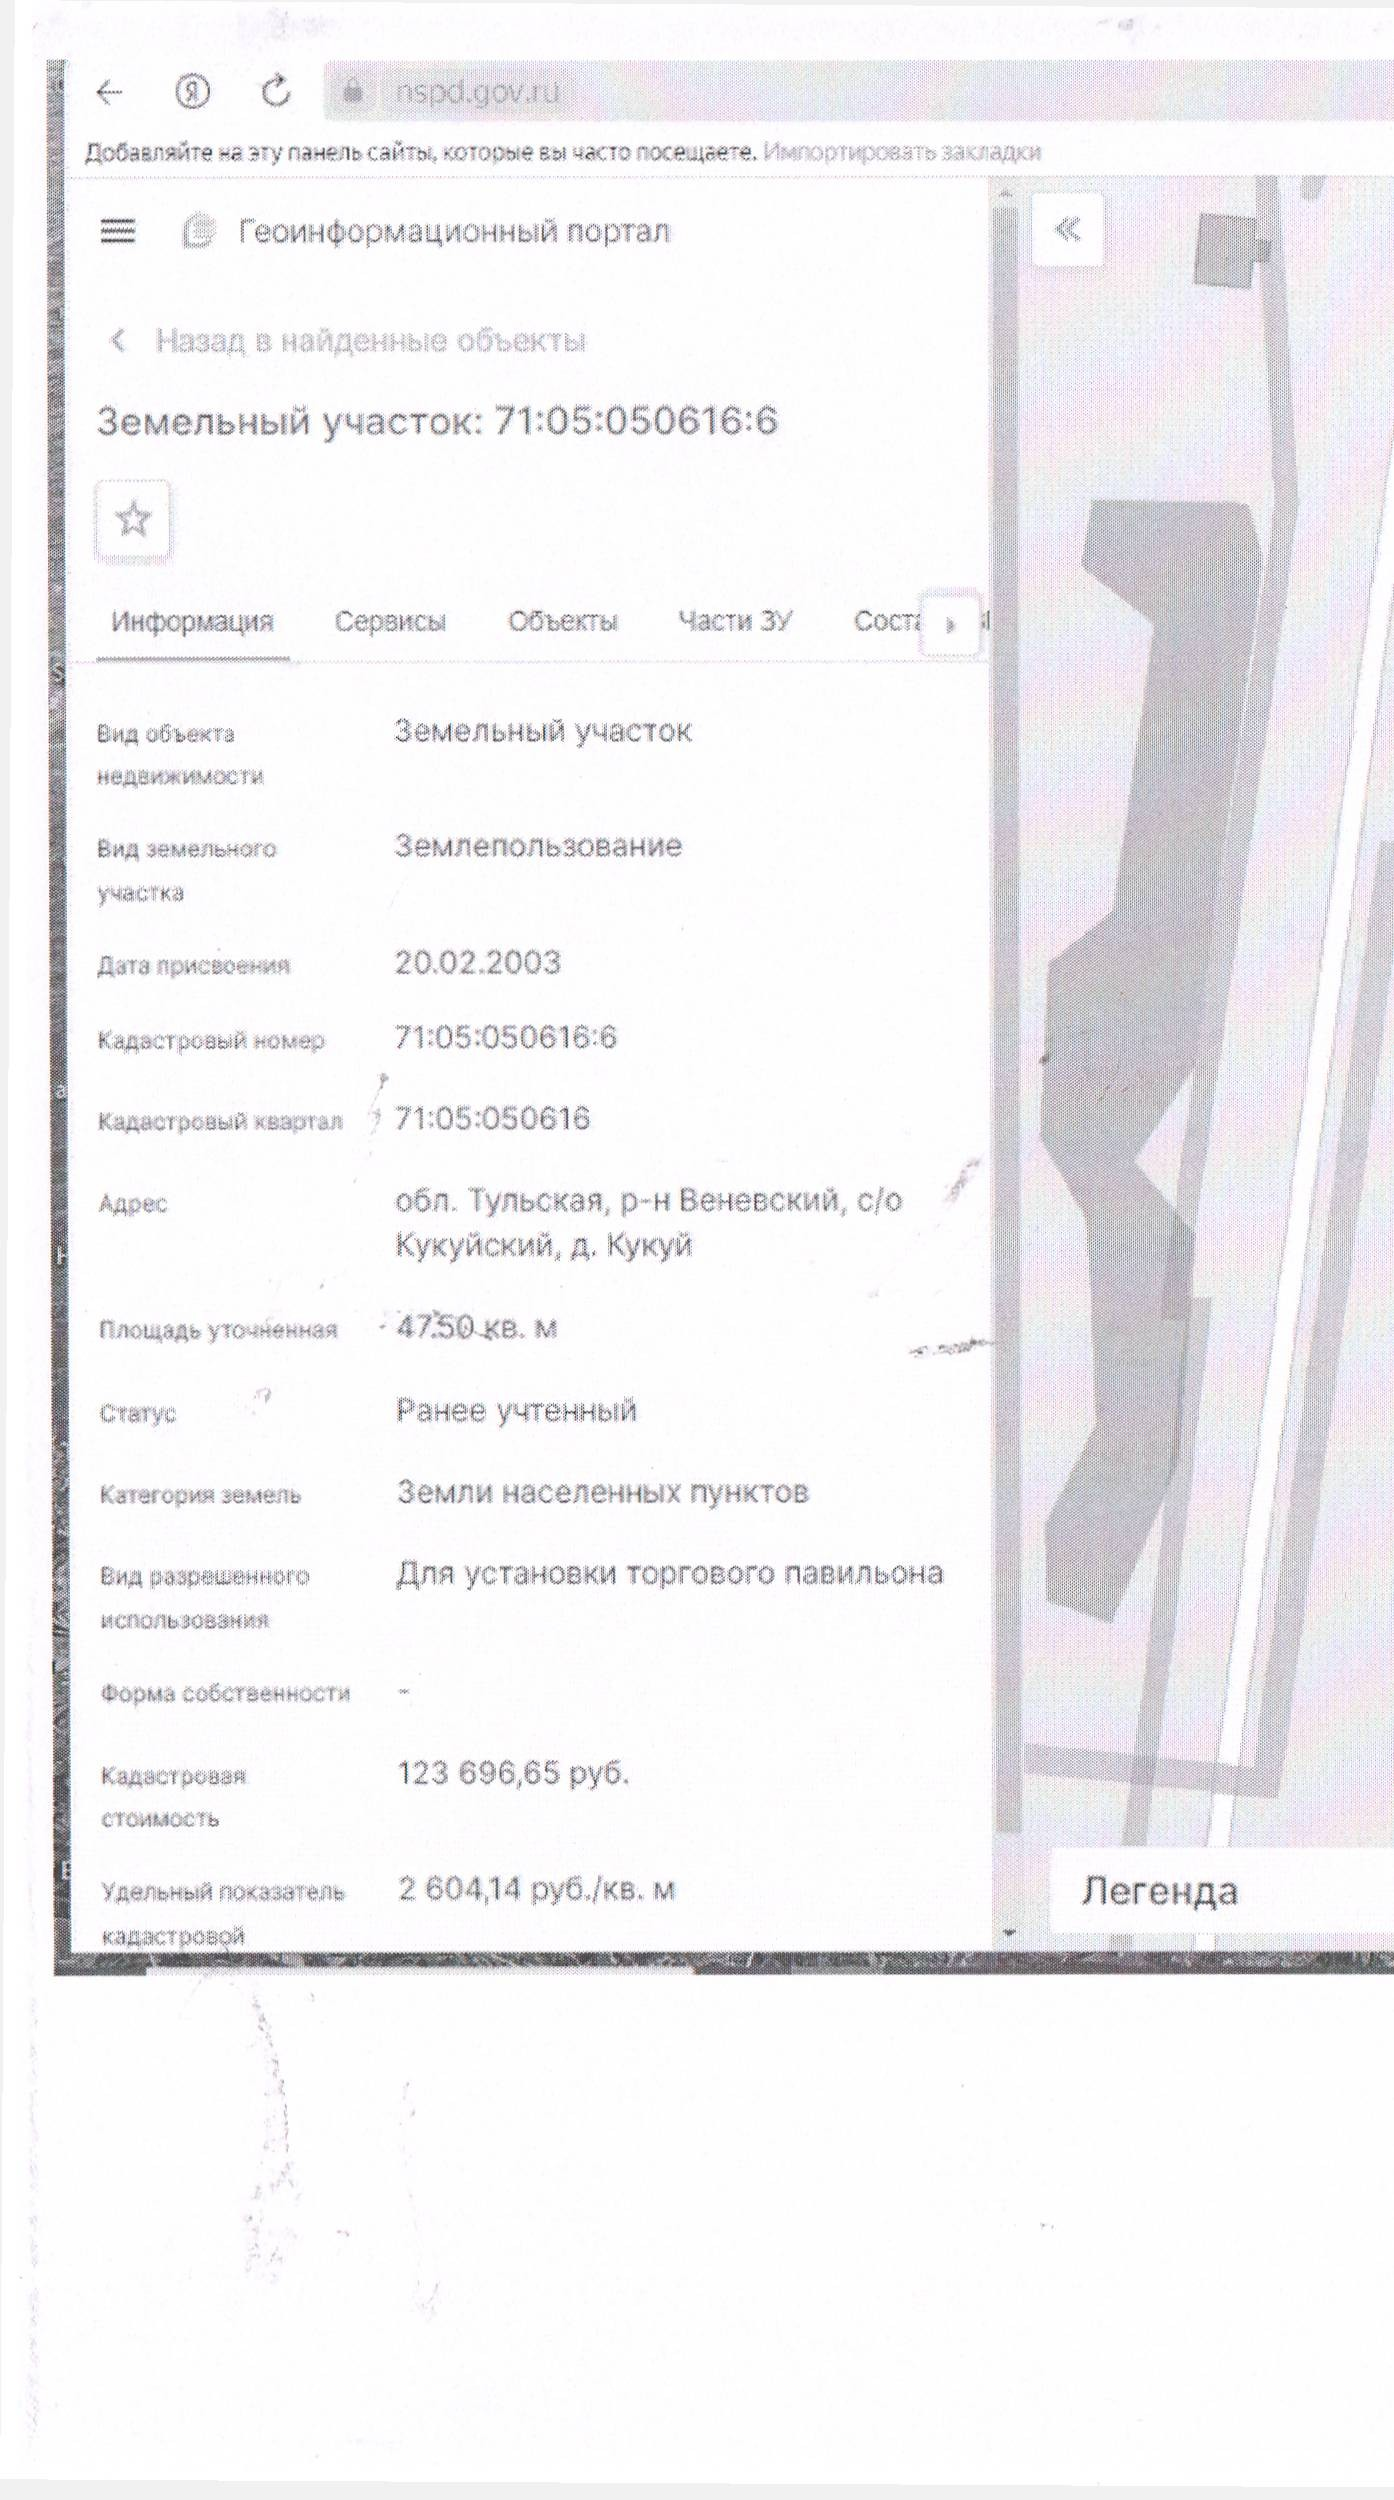 nspd.gov.ru
Добавляйте на эту панель сайты, которые вы часто посещаете. Импортировать закладки
Геоинформационный портал
Назад в найденные объекты
Земельный участок: 71:05:050616:6
Информация Сервисы Объекты Части ЗУ Соста
Вид объекта недвижимости Земельный участок
Вид земельного участка Землепользование
Дата присвоения 20.02.2003
Кадастровый номер 71:05:050616:6
Кадастровый квартал 71:05:050616
Адрес обл. Тульская, р-н Веневский, с/о
Кукуйский, д. Кукуй
Площадь уточненная 47.50 кв. м
Статус Ранее учтенный
Категория земель Земли населенных пунктов
Вид разрешенного использования Для установки торгового павильона
Форма собственности -
Кадастровая стоимость 123 696,65 руб.
Удельный показатель кадастровой 2 604,14 руб./кв. м
Легенда